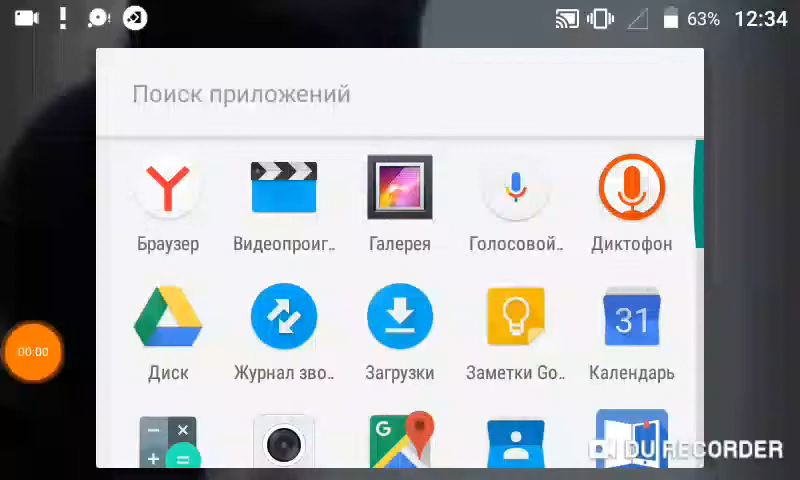 63% 12:34
Поиск приложений
Браузер Видеопроиг.. Галерея Голосовой.. Диктофон
31
Диск Журнал зво.. Загрузки Заметки Go.. Календарь
00:00
G
DU RECORDER